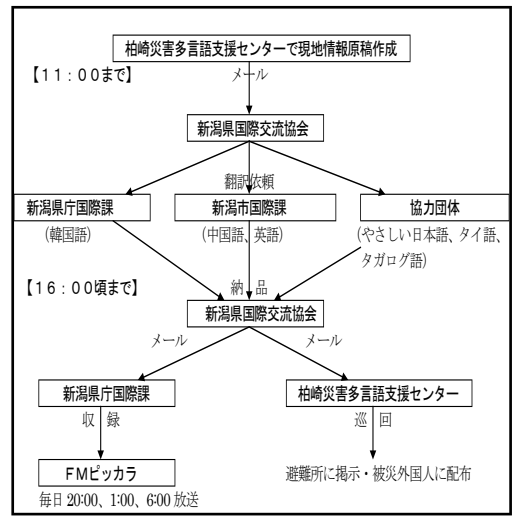 柏崎災害多言語支援センターで現地情報原稿作成
【11：00まで】
メール
新潟県国際交流協会
翻訳依頼
新潟県庁国際課
新潟市国際課
協力団体
(韓国語)
(中国語、英語)
(やさしい日本語、タイ語、
タガログ語)
【16：00頃まで】
納 品
新潟県国際交流協会
メール
メール
新潟県庁国際課
柏崎災害多言語支援センター
収 録
巡 回
FMピッカラ
避難所に掲示・被災外国人に配布
毎日 20:00、1:00、6:00 放送